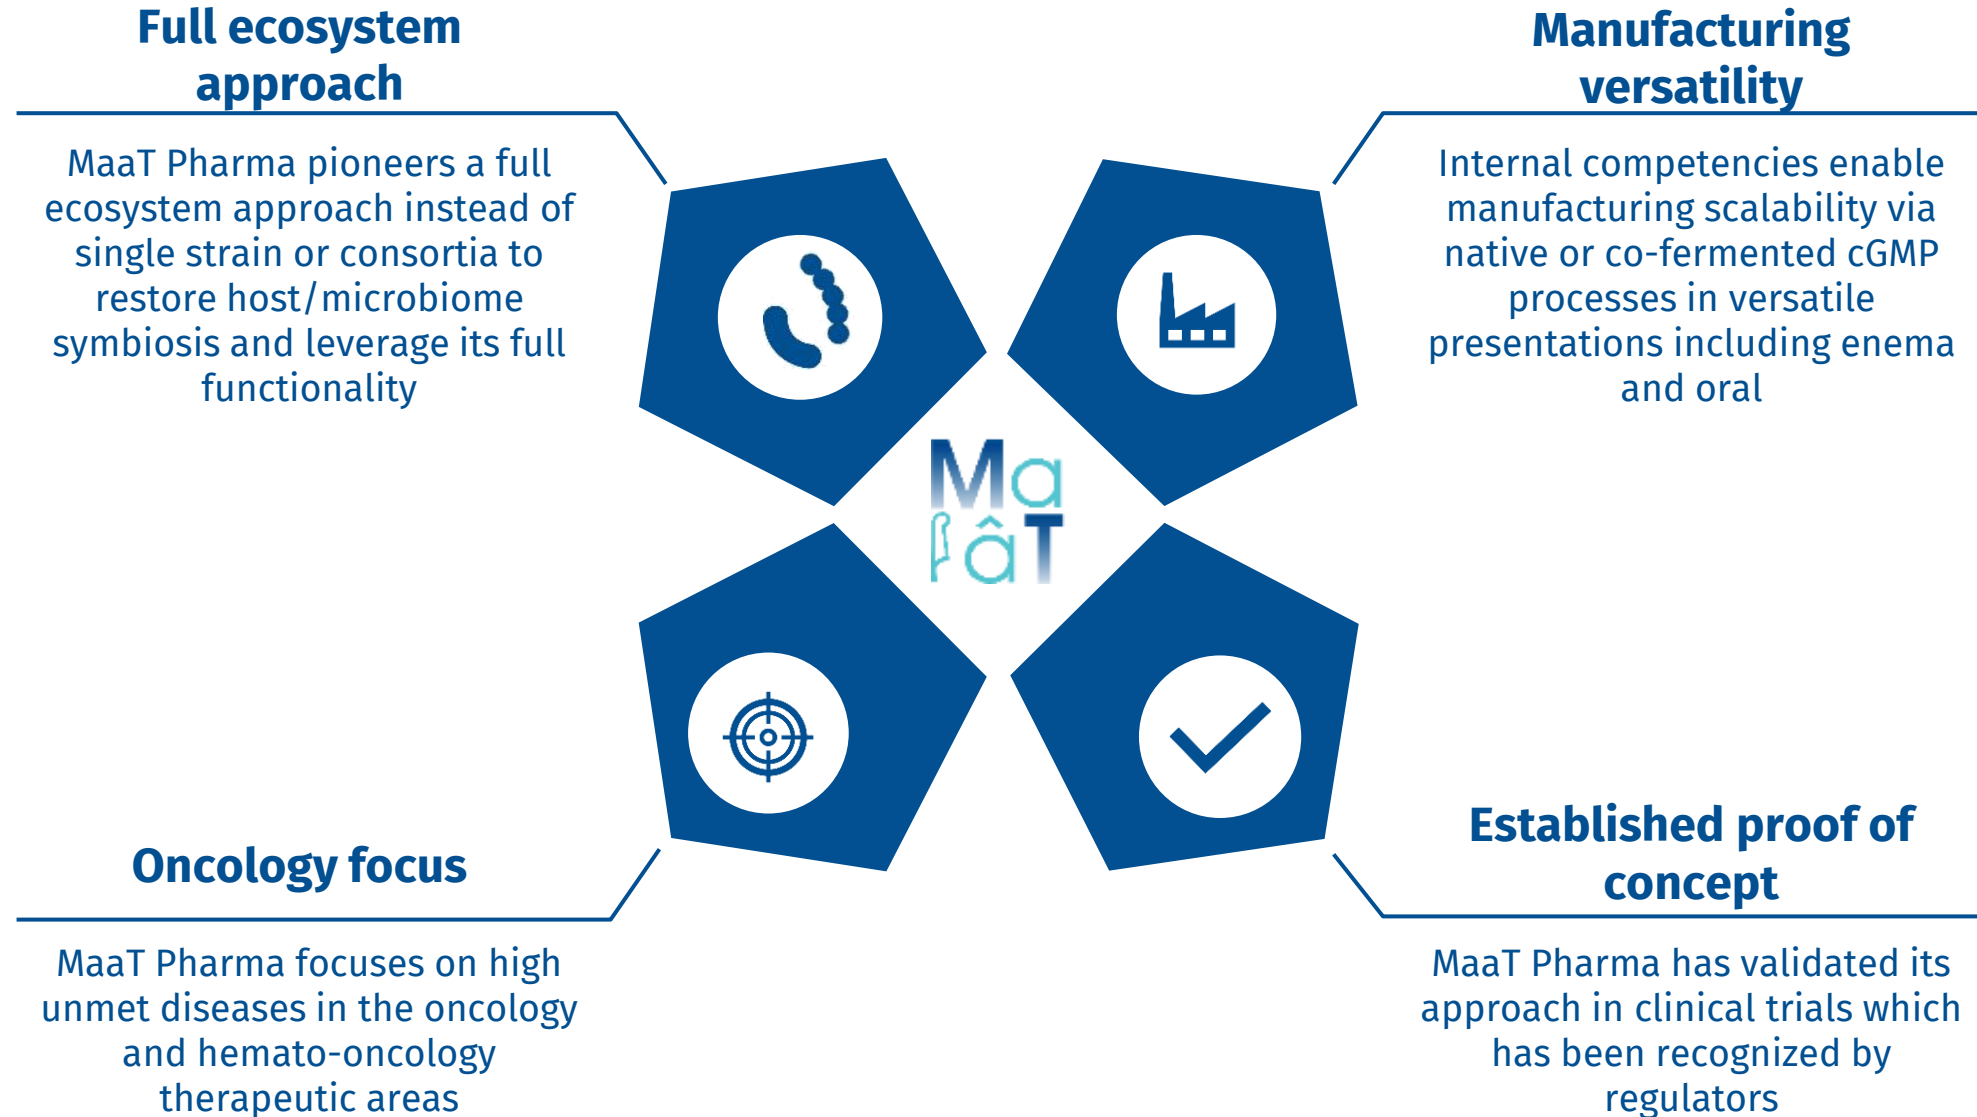 Full ecosystem
approach
MaaT Pharma pioneers a full
ecosystem approach instead of
single strain or consortia to
restore host/microbiome
symbiosis and leverage its full
functionality
Manufacturing
versatility
Internal competencies enable
manufacturing scalability via
native or co-fermented cGMP
processes in versatile
presentations including enema
and oral
Ma
âT
Oncology focus
MaaT Pharma focuses on high
unmet diseases in the oncology
and hemato-oncology
therapeutic areas
Established proof of
concept
MaaT Pharma has validated its
approach in clinical trials which
has been recognized by
regulators